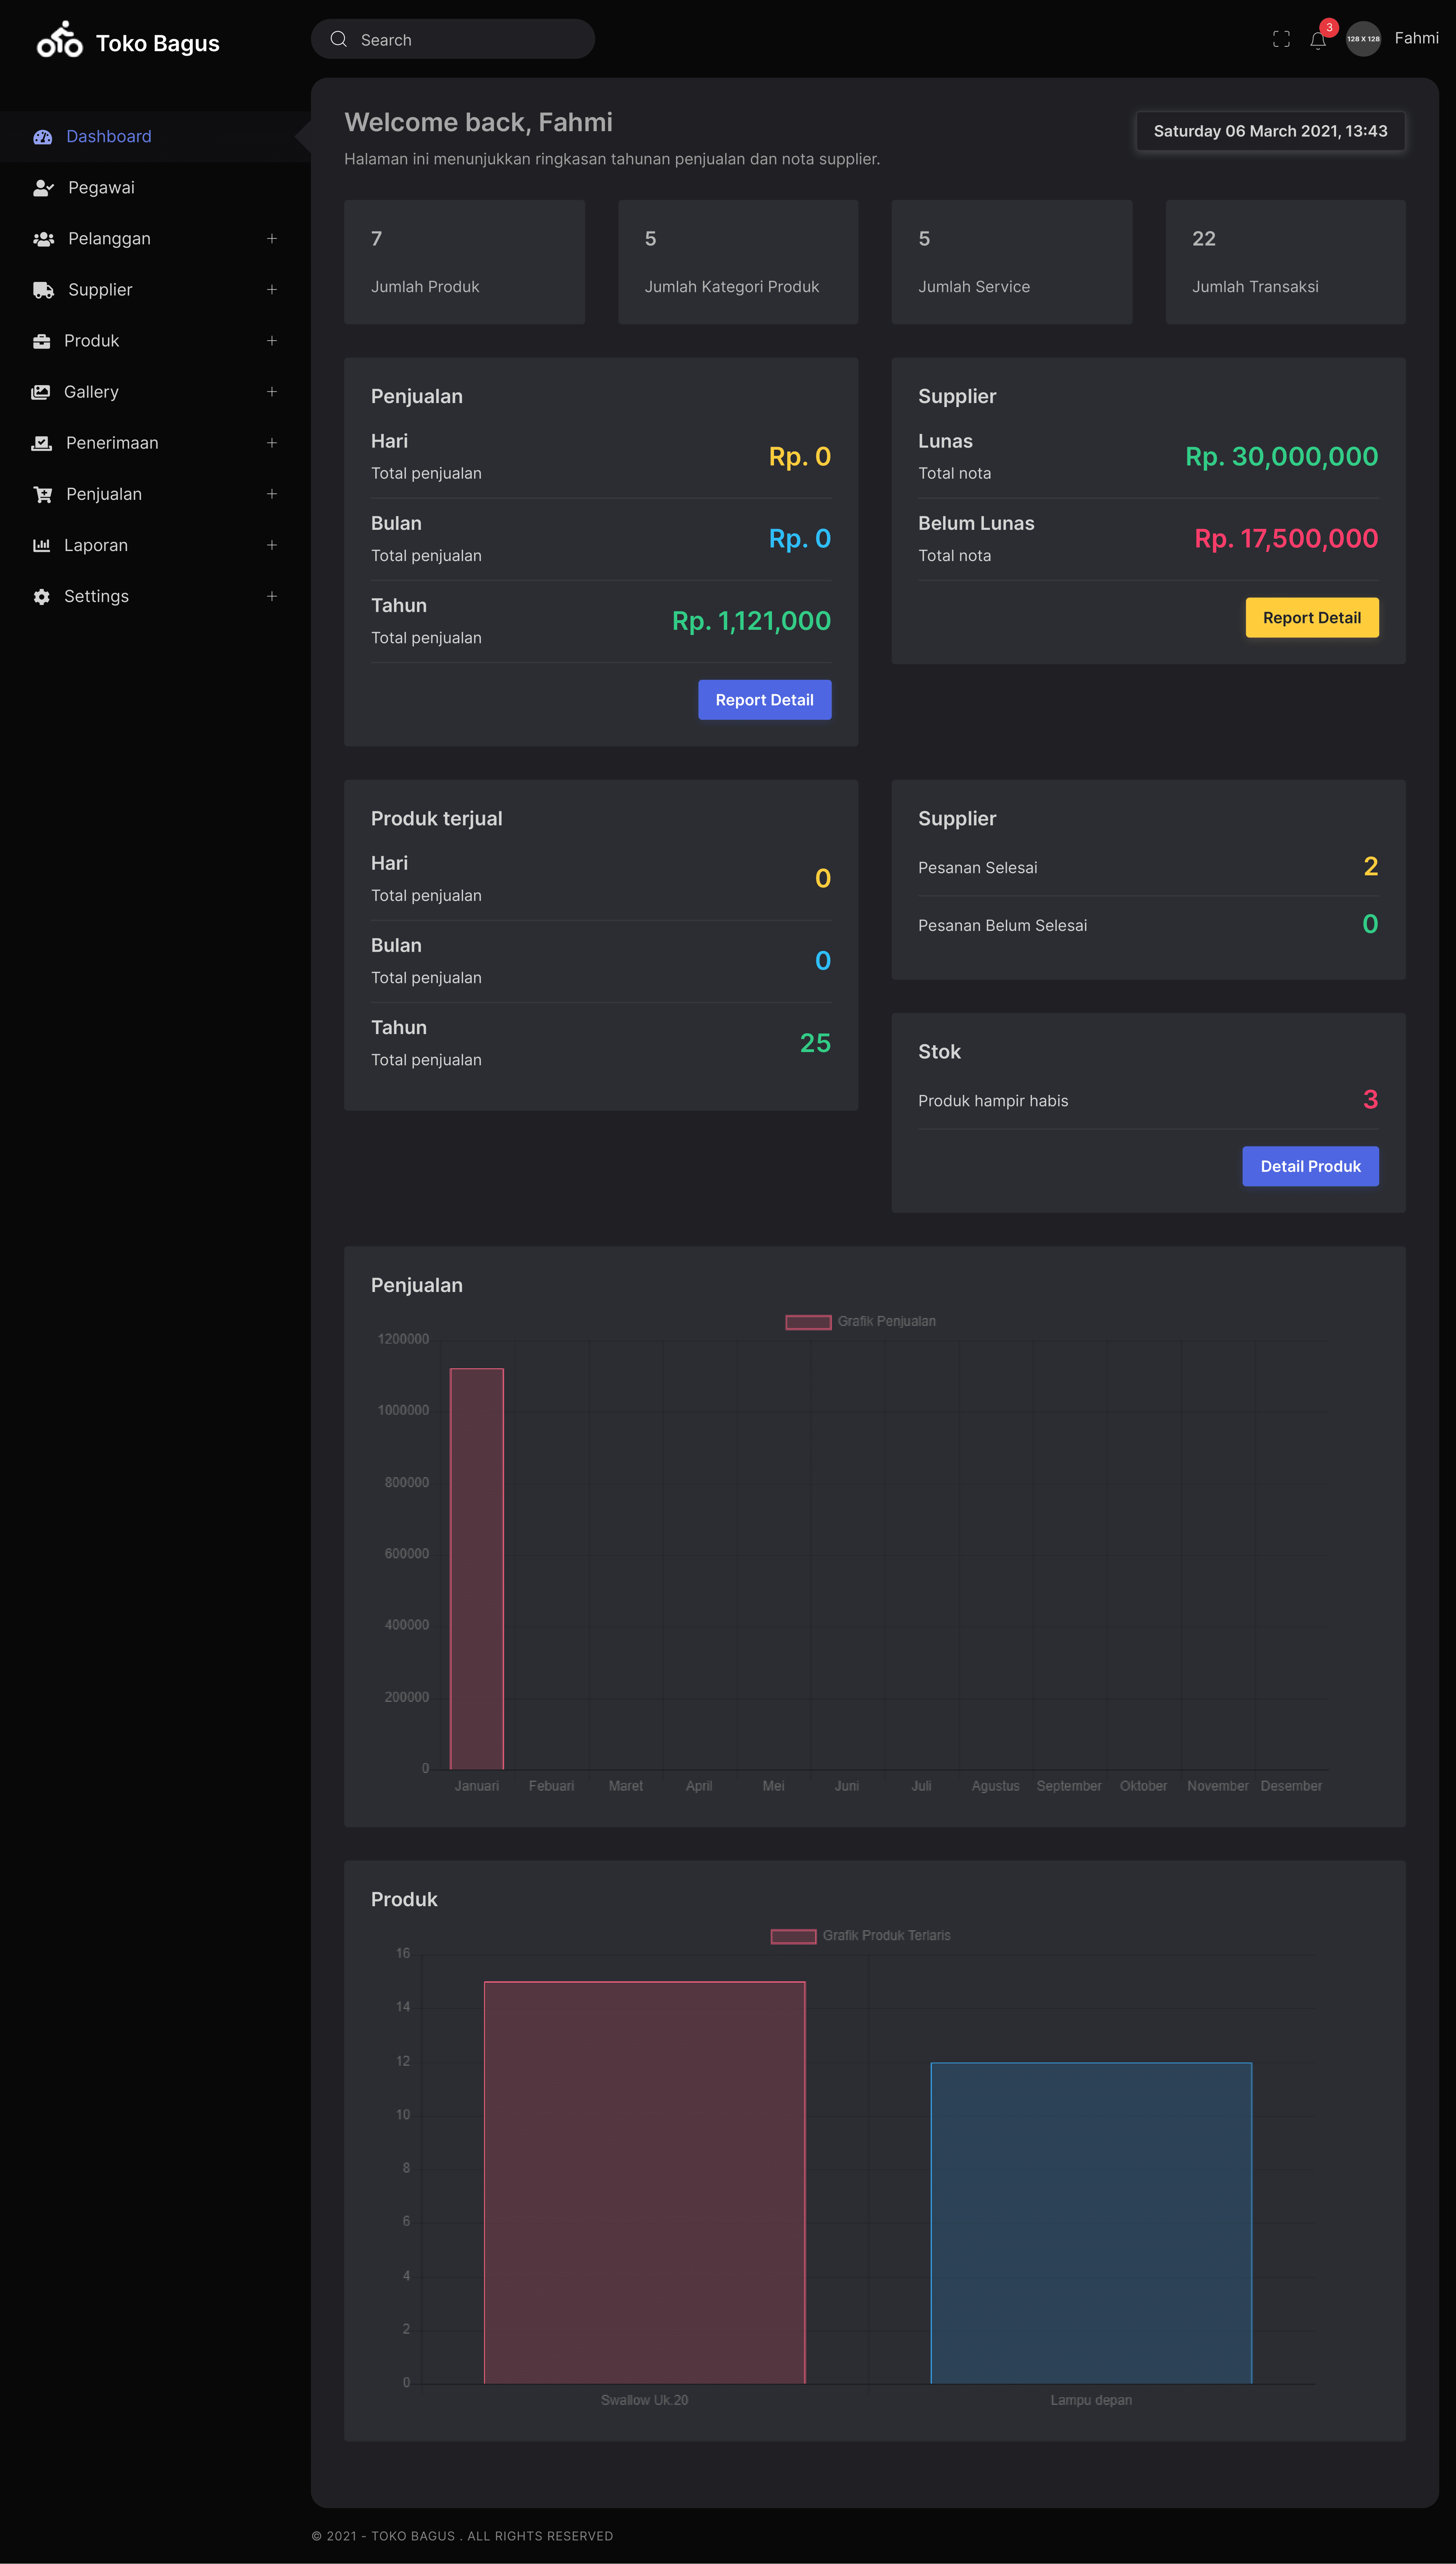 Toko Bagus
Search
3
128 X 128
Fahmi
Dashboard
Pegawai
Pelanggan
Supplier
Produk
Gallery
Penerimaan
Penjualan
Laporan
Settings
Welcome back, Fahmi
Saturday 06 March 2021, 13:43
Halaman ini menunjukkan ringkasan tahunan penjualan dan nota supplier.
7
Jumlah Produk
5
Jumlah Kategori Produk
5
Jumlah Service
22
Jumlah Transaksi
Penjualan
Hari
Total penjualan
Rp. 0
Bulan
Total penjualan
Rp. 0
Tahun
Total penjualan
Rp. 1,121,000
Report Detail
Supplier
Lunas
Total nota
Rp. 30,000,000
Belum Lunas
Total nota
Rp. 17,500,000
Report Detail
Produk terjual
Hari
Total penjualan
0
Bulan
Total penjualan
0
Tahun
Total penjualan
25
Supplier
Pesanan Selesai
2
Pesanan Belum Selesai
0
Stok
Produk hampir habis
3
Detail Produk
Penjualan
Grafik Penjualan
1200000
1000000
800000
600000
400000
200000
0
Januari Febuari Maret April Mei Juni Juli Agustus September Oktober November Desember
Produk
Grafik Produk Terlaris
16
14
12
10
8
6
4
2
0
Swallow Uk.20 Lampu depan
© 2021 - TOKO BAGUS . ALL RIGHTS RESERVED